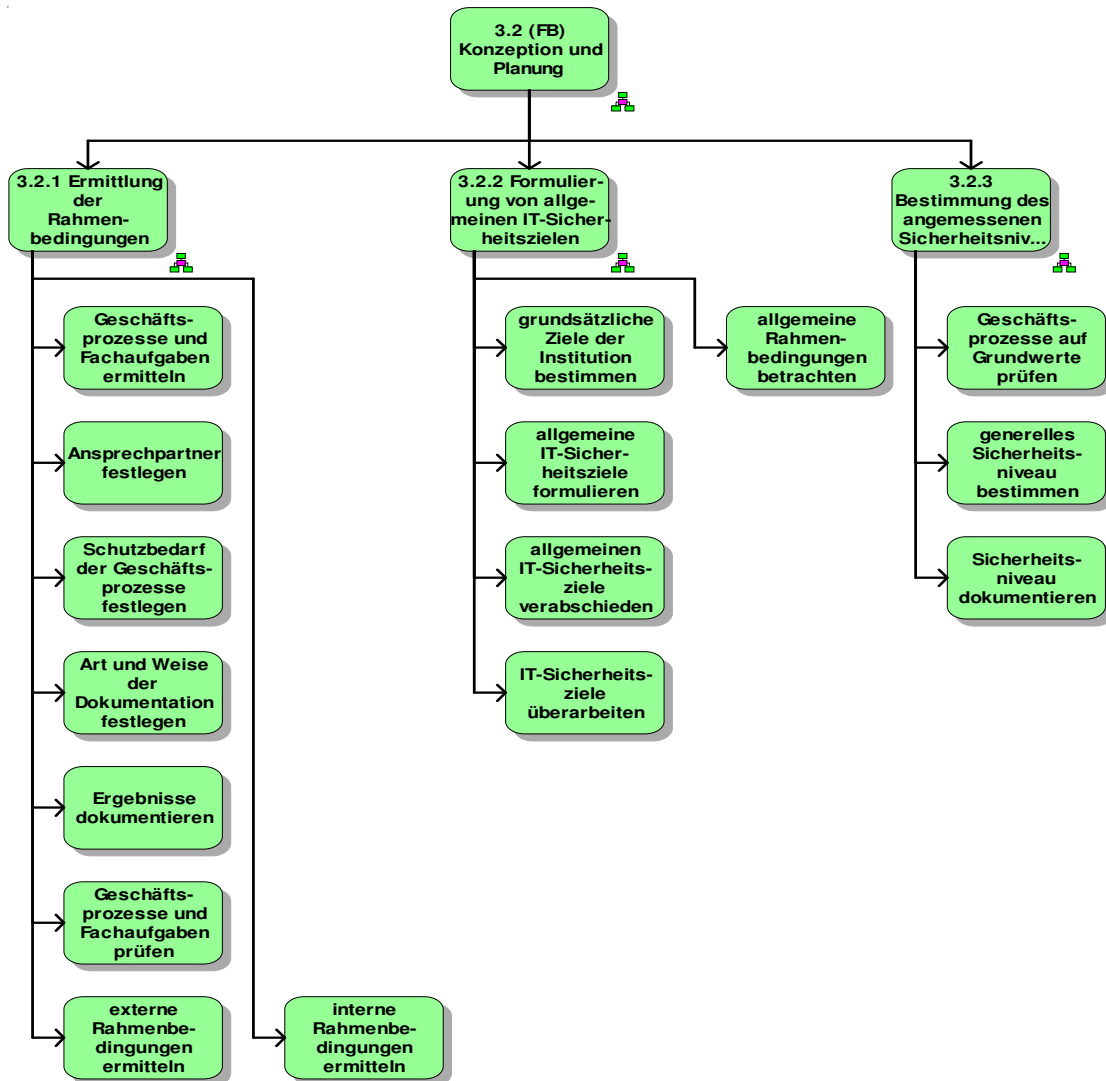 3.2 (FB)
Konzeption und
Planung
3.2.1 Ermittlung
der
Rahmen-
bedingungen
3.2.2 Formulier-
ung von allge-
meinen IT-Sicher-
heitszielen
3.2.3
Bestimmung des
angemessenen
Sicherheitsniv...
Geschäfts-
prozesse und
Fachaufgaben
ermitteln
grundsätzliche
Ziele der
Institution
bestimmen
allgemeine
Rahmen-
bedingungen
betrachten
Geschäfts-
prozesse auf
Grundwerte
prüfen
Ansprechpartner
festlegen
allgemeine
IT-Sicher-
heitsziele
formulieren
generelles
Sicherheits-
niveau
bestimmen
Schutzbedarf
der Geschäfts-
prozesse
festlegen
allgemeinen
IT-Sicherheits-
ziele
verabschieden
Sicherheits-
niveau
dokumentieren
Art und Weise
der
Dokumentation
festlegen
IT-Sicherheits-
ziele
überarbeiten
Ergebnisse
dokumentieren
Geschäfts-
prozesse und
Fachaufgaben
prüfen
externe
Rahmenbe-
dingungen
ermitteln
interne
Rahmenbe-
dingungen
ermitteln